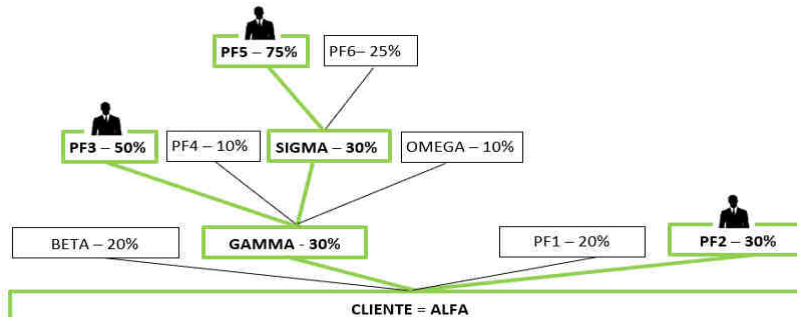 PF5 – 75%
PF6– 25%
PF3 – 50%
PF4 – 10%
SIGMA – 30%
OMEGA – 10%
BETA – 20%
GAMMA - 30%
PF1 – 20%
PF2 – 30%
CLIENTE = ALFA